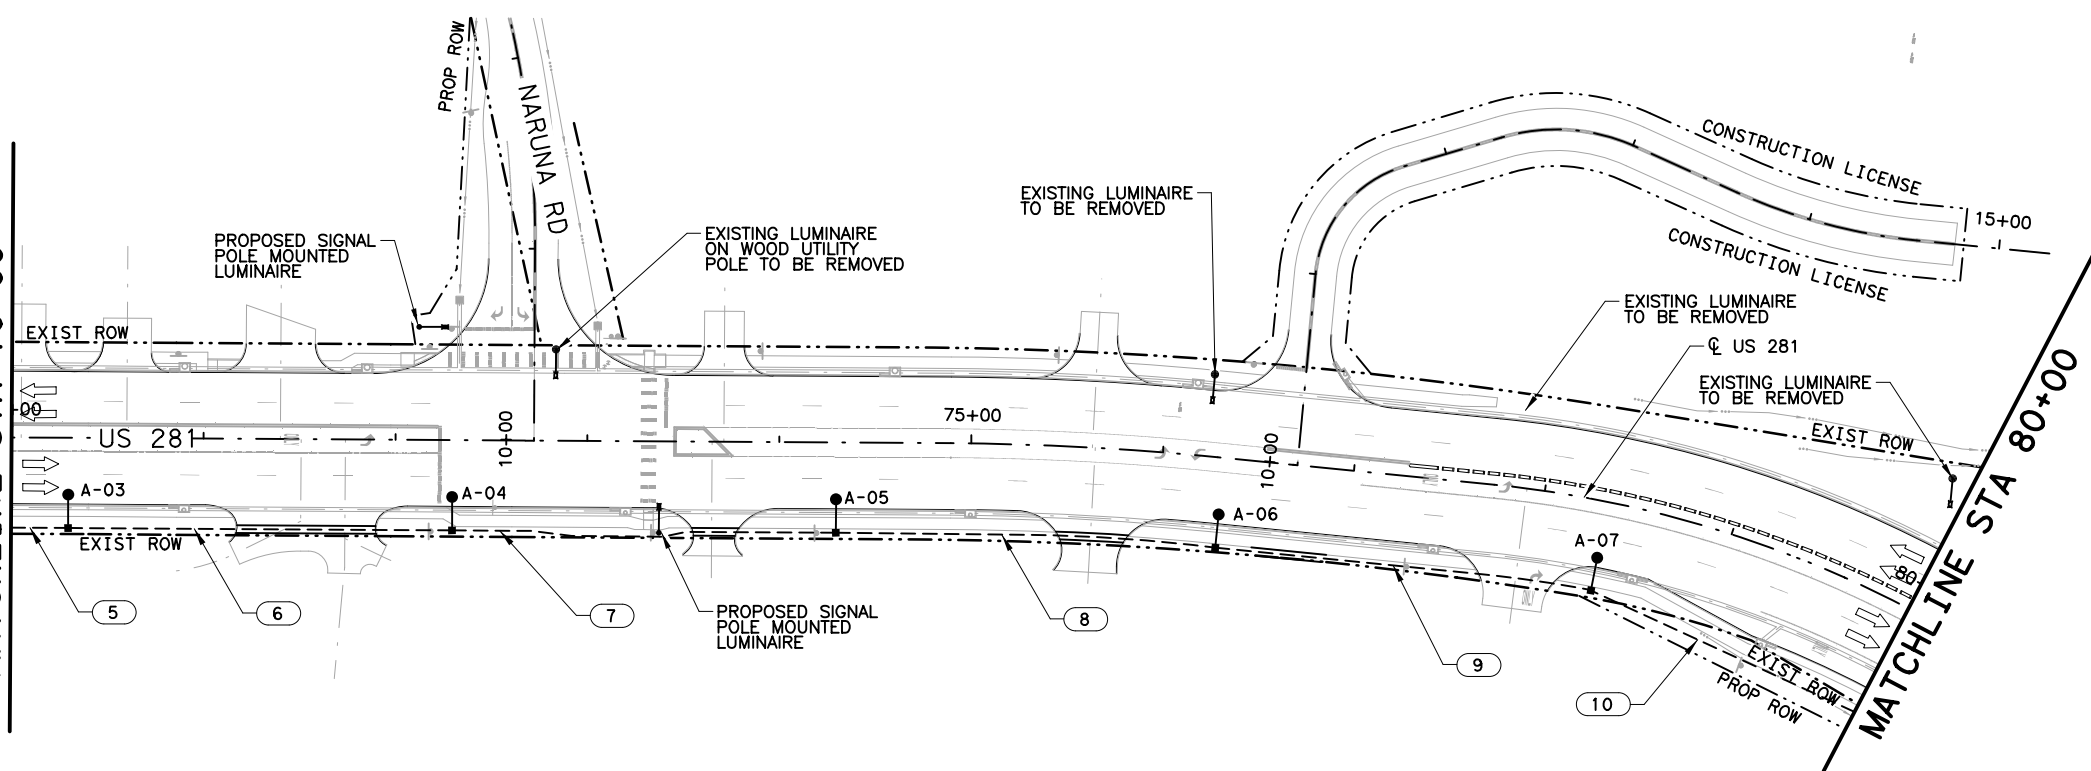 PROP ROW
NARUNA RD
CONSTRUCTION LICENSE
CONSTRUCTION LICENSE
15+00
EXISTING LUMINAIRE
TO BE REMOVED
PROPOSED SIGNAL
POLE MOUNTED
LUMINAIRE
EXISTING LUMINAIRE
ON WOOD UTILITY
POLE TO BE REMOVED
EXISTING LUMINAIRE
TO BE REMOVED
℄ US 281
EXISTING LUMINAIRE
TO BE REMOVED
EXIST ROW
EXIST ROW
-00
US 281
10+00
75+00
10+00
A-03
A-04
A-05
A-06
A-07
80
EXIST ROW
5
6
7
8
9
10
PROPOSED SIGNAL
POLE MOUNTED
LUMINAIRE
EXIST ROW
PROP ROW
MATCHLINE STA 80+00